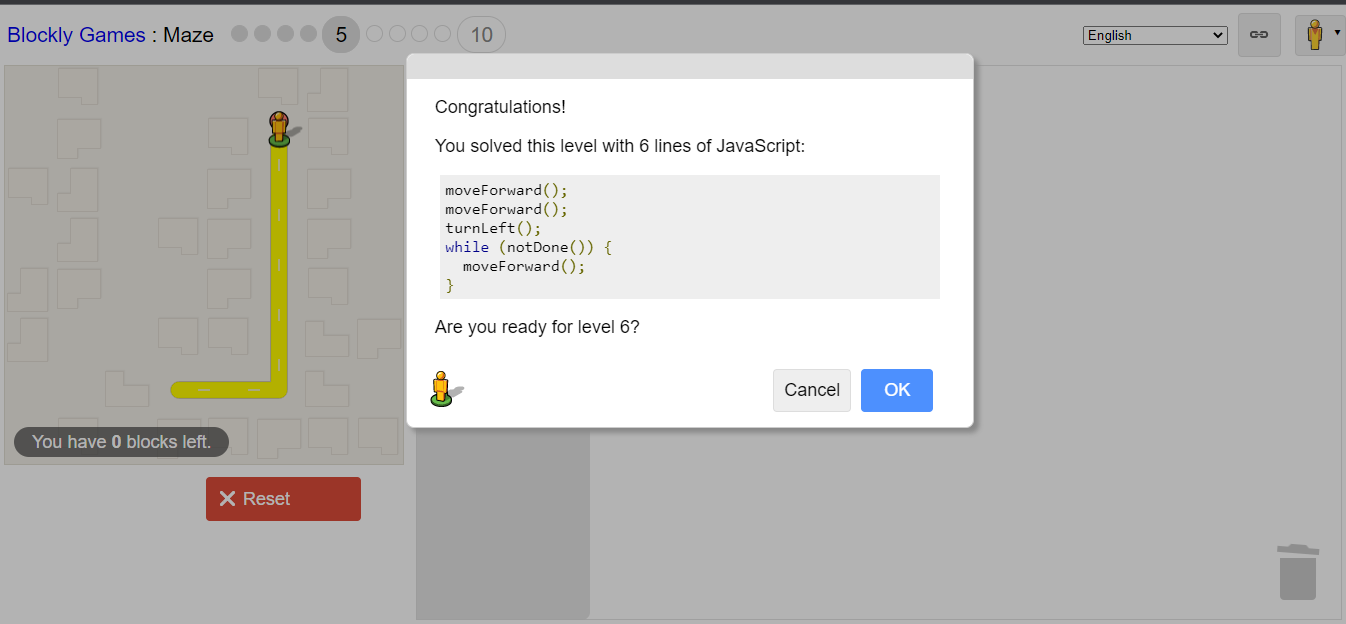 Blockly Games : Maze 5 10
English
Congratulations!
You solved this level with 6 lines of JavaScript:
moveForward();
moveForward();
turnLeft();
while (notDone()) {
  moveForward();
}
Are you ready for level 6?
Cancel OK
You have 0 blocks left.
Reset